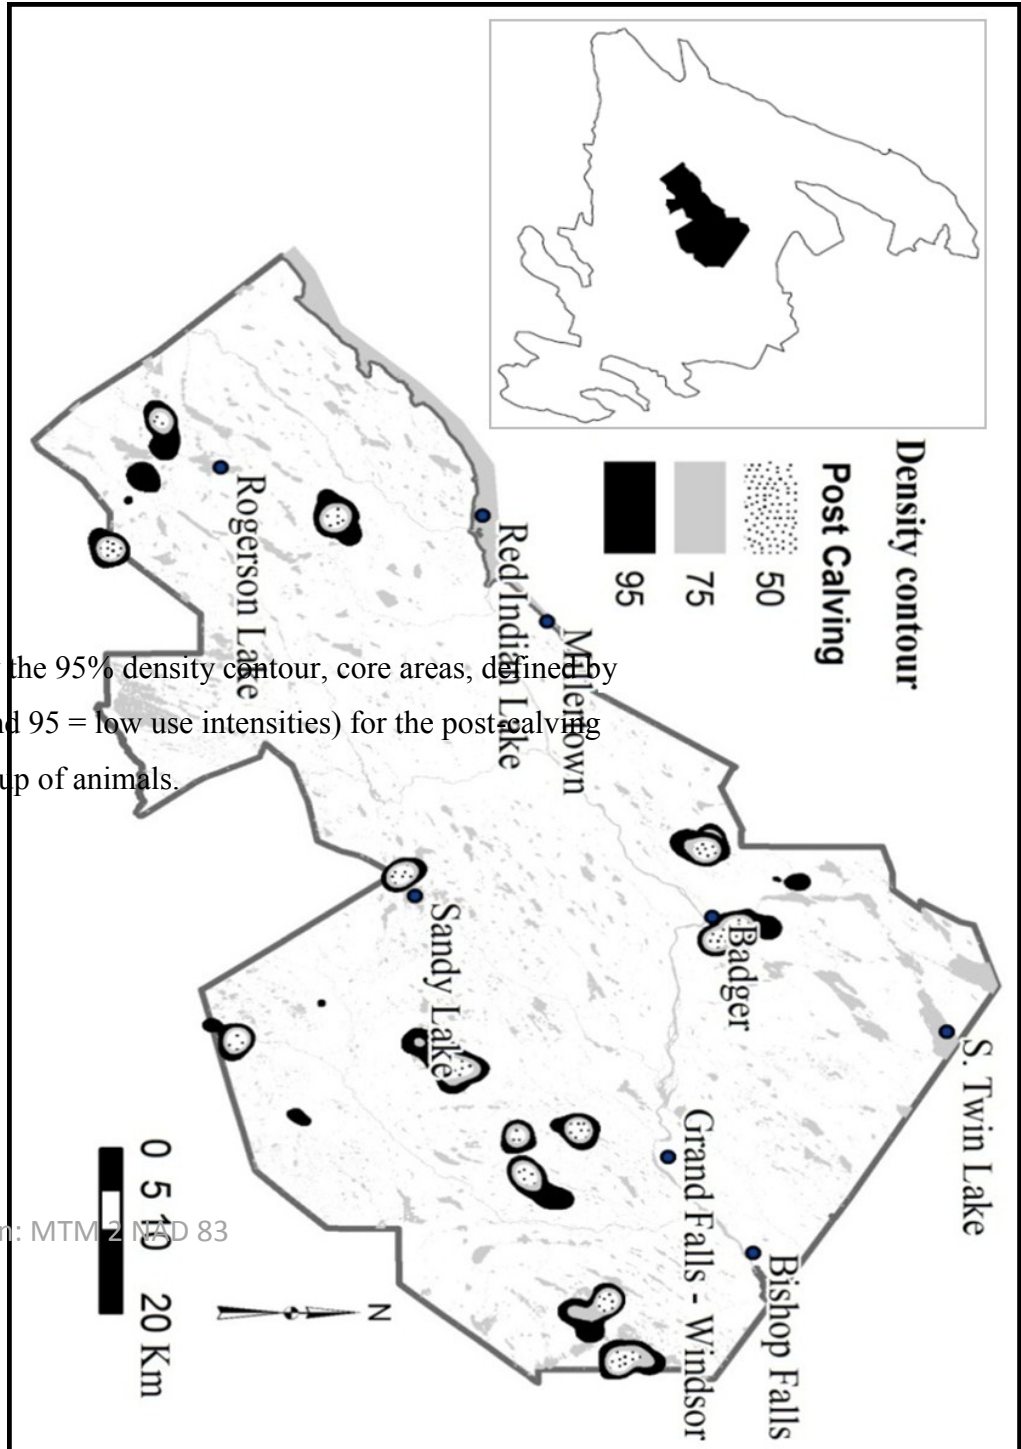 Density contour
Post Calving
50
75
95
Red Indian Lake
Millertown
Rogerson Lake
the 95% density contour, core areas, defined by
95 = low use intensities) for the post-calving
of animals.
Badger
S. Twin Lake
Sandy Lake
Grand Falls - Windsor
Bishop Falls
0 5 10 20 Km
MTM 2 NAD 83
N